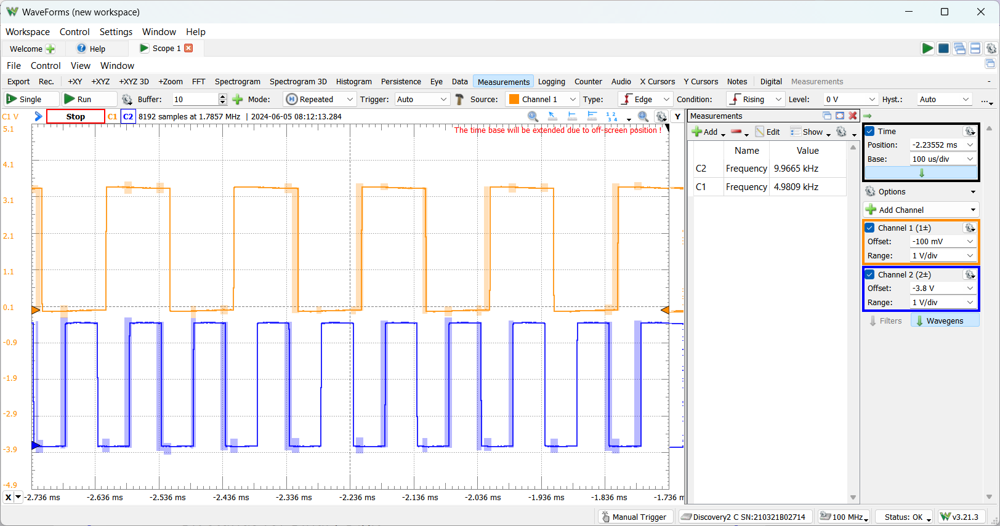 WaveForms (new workspace)
Workspace Control Settings Window Help
Welcome Help Scope 1
File Control View Window
Export Rec. +XY +XYZ +XYZ 3D +Zoom FFT Spectrogram Spectrogram 3D Histogram Persistence Eye Data Measurements Logging Counter Audio X Cursors Y Cursors Notes Digital Measurements -
Single Run Buffer: 10 Mode: Repeated Trigger: Auto Source: Channel 1 Type: Edge Condition: Rising Level: 0 V Hyst.: Auto ...
C1 V Stop C1 C2 8192 samples at 1.7857 MHz | 2024-06-05 08:12:13.284 Y
The time base will be extended due to off-screen position !
5.1
4.1
3.1
2.1
1.1
0.1
-0.9
-1.9
-2.9
-3.9
-4.9
X -2.736 ms -2.636 ms -2.536 ms -2.436 ms -2.336 ms -2.236 ms -2.136 ms -2.036 ms -1.936 ms -1.836 ms -1.736 m
Measurements
Add Edit Show
Name Value
C2 Frequency 9.9665 kHz
C1 Frequency 4.9809 kHz
Time
Position: -2.23552 ms
Base: 100 us/div
Options
Add Channel
Channel 1 (1±)
Offset: -100 mV
Range: 1 V/div
Channel 2 (2±)
Offset: -3.8 V
Range: 1 V/div
Filters Wavegens
Manual Trigger Discovery2 C SN:210321B02714 100 MHz Status: OK v3.21.3